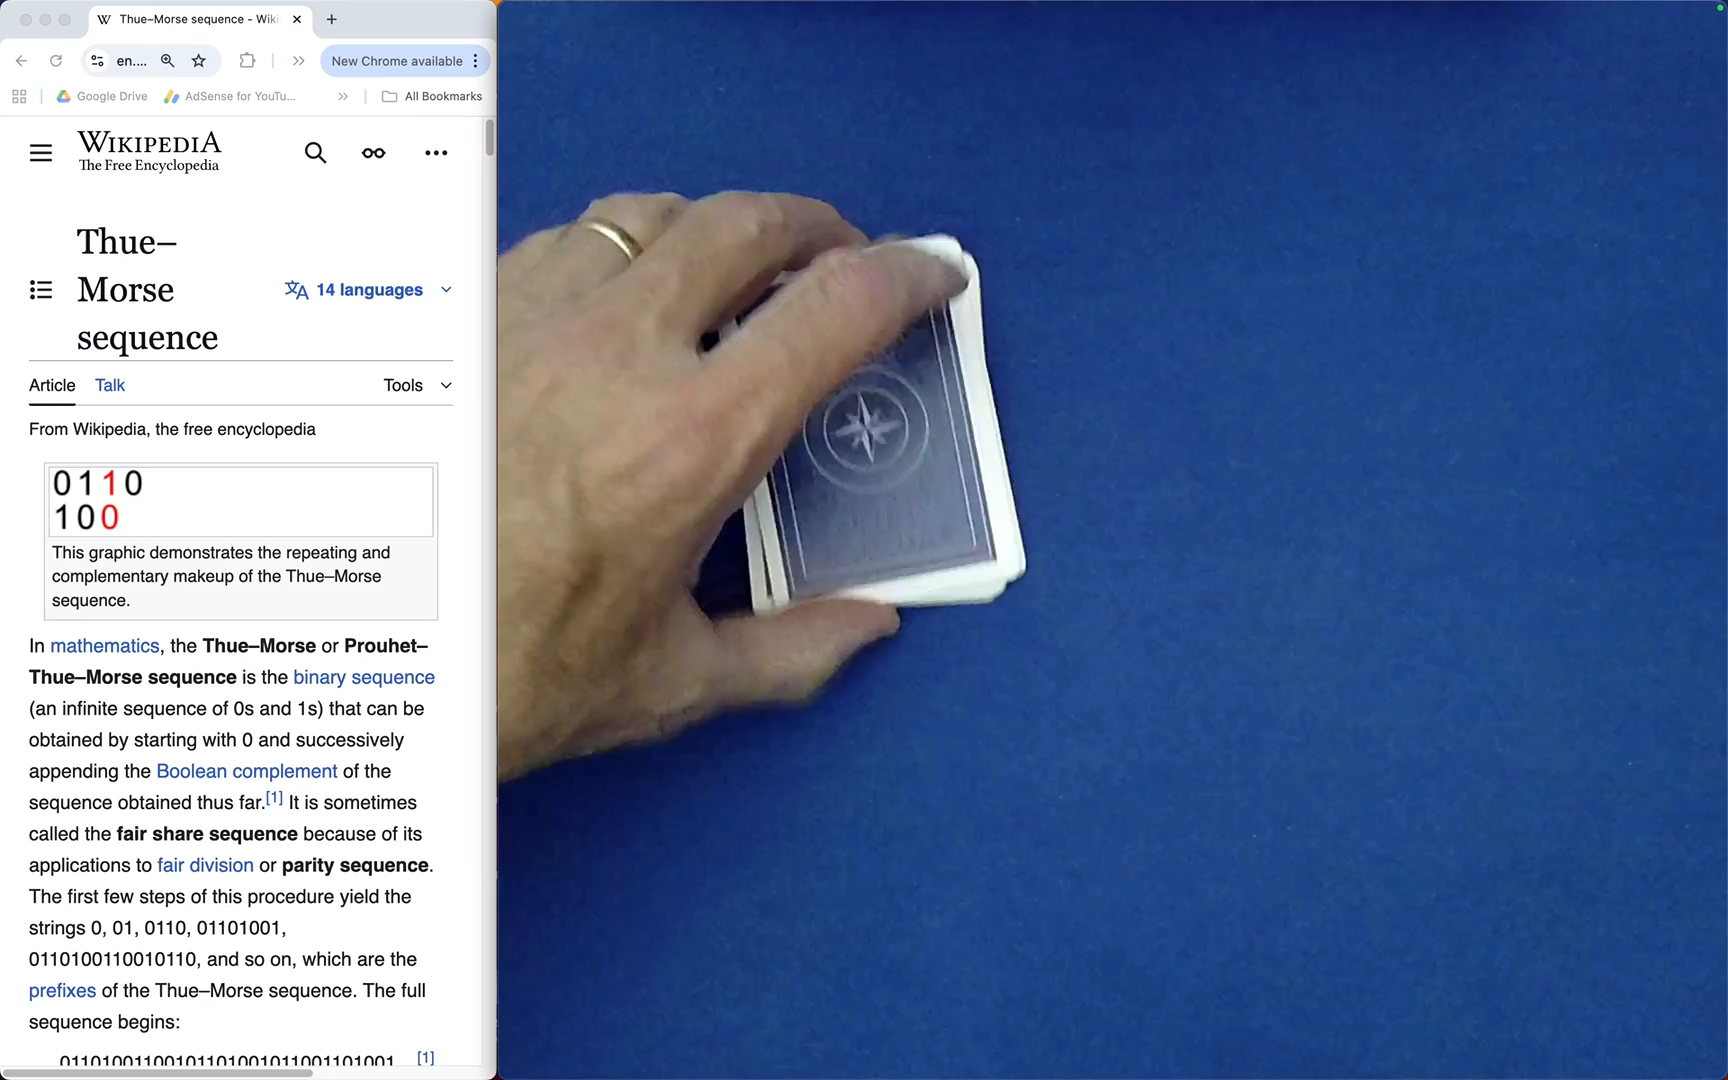 Thue–Morse sequence - Wiki
en....
New Chrome available
Google Drive
AdSense for YouTu...
All Bookmarks
WIKIPEDIA
The Free Encyclopedia
Thue–
Morse
sequence
14 languages
Article
Talk
Tools
From Wikipedia, the free encyclopedia
0110
100
This graphic demonstrates the repeating and
complementary makeup of the Thue–Morse
sequence.
In mathematics, the Thue–Morse or Prouhet–
Thue–Morse sequence is the binary sequence
(an infinite sequence of 0s and 1s) that can be
obtained by starting with 0 and successively
appending the Boolean complement of the
sequence obtained thus far.[1] It is sometimes
called the fair share sequence because of its
applications to fair division or parity sequence.
The first few steps of this procedure yield the
strings 0, 01, 0110, 01101001,
0110100110010110, and so on, which are the
prefixes of the Thue–Morse sequence. The full
sequence begins:
01101001100101101001011001101001 [1]